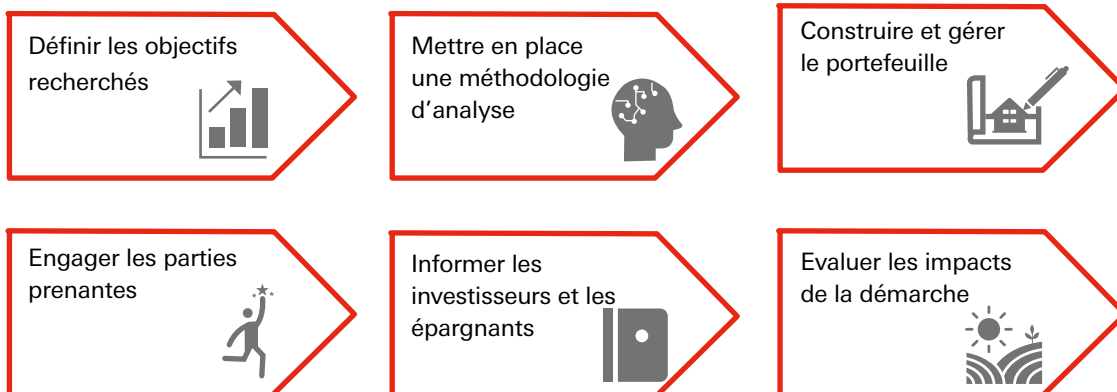 Définir les objectifs
recherchés
Mettre en place
une méthodologie
d'analyse
Construire et gérer
le portefeuille
Engager les parties
prenantes
Informer les
investisseurs et les
épargnants
Evaluer les impacts
de la démarche